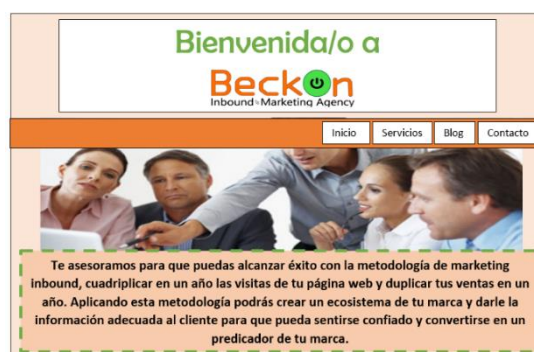 Bienvenida/o a
Beckon
Inbound Marketing Agency
Inicio Servicios Blog Contacto
Te asesoramos para que puedas alcanzar éxito con la metodología de marketing
inbound, cuadriplicar en un año las visitas de tu página web y duplicar tus ventas en un
año. Aplicando esta metodología podrás crear un ecosistema de tu marca y darle la
información adecuada al cliente para que pueda sentirse confiado y convertirse en un
predicador de tu marca.